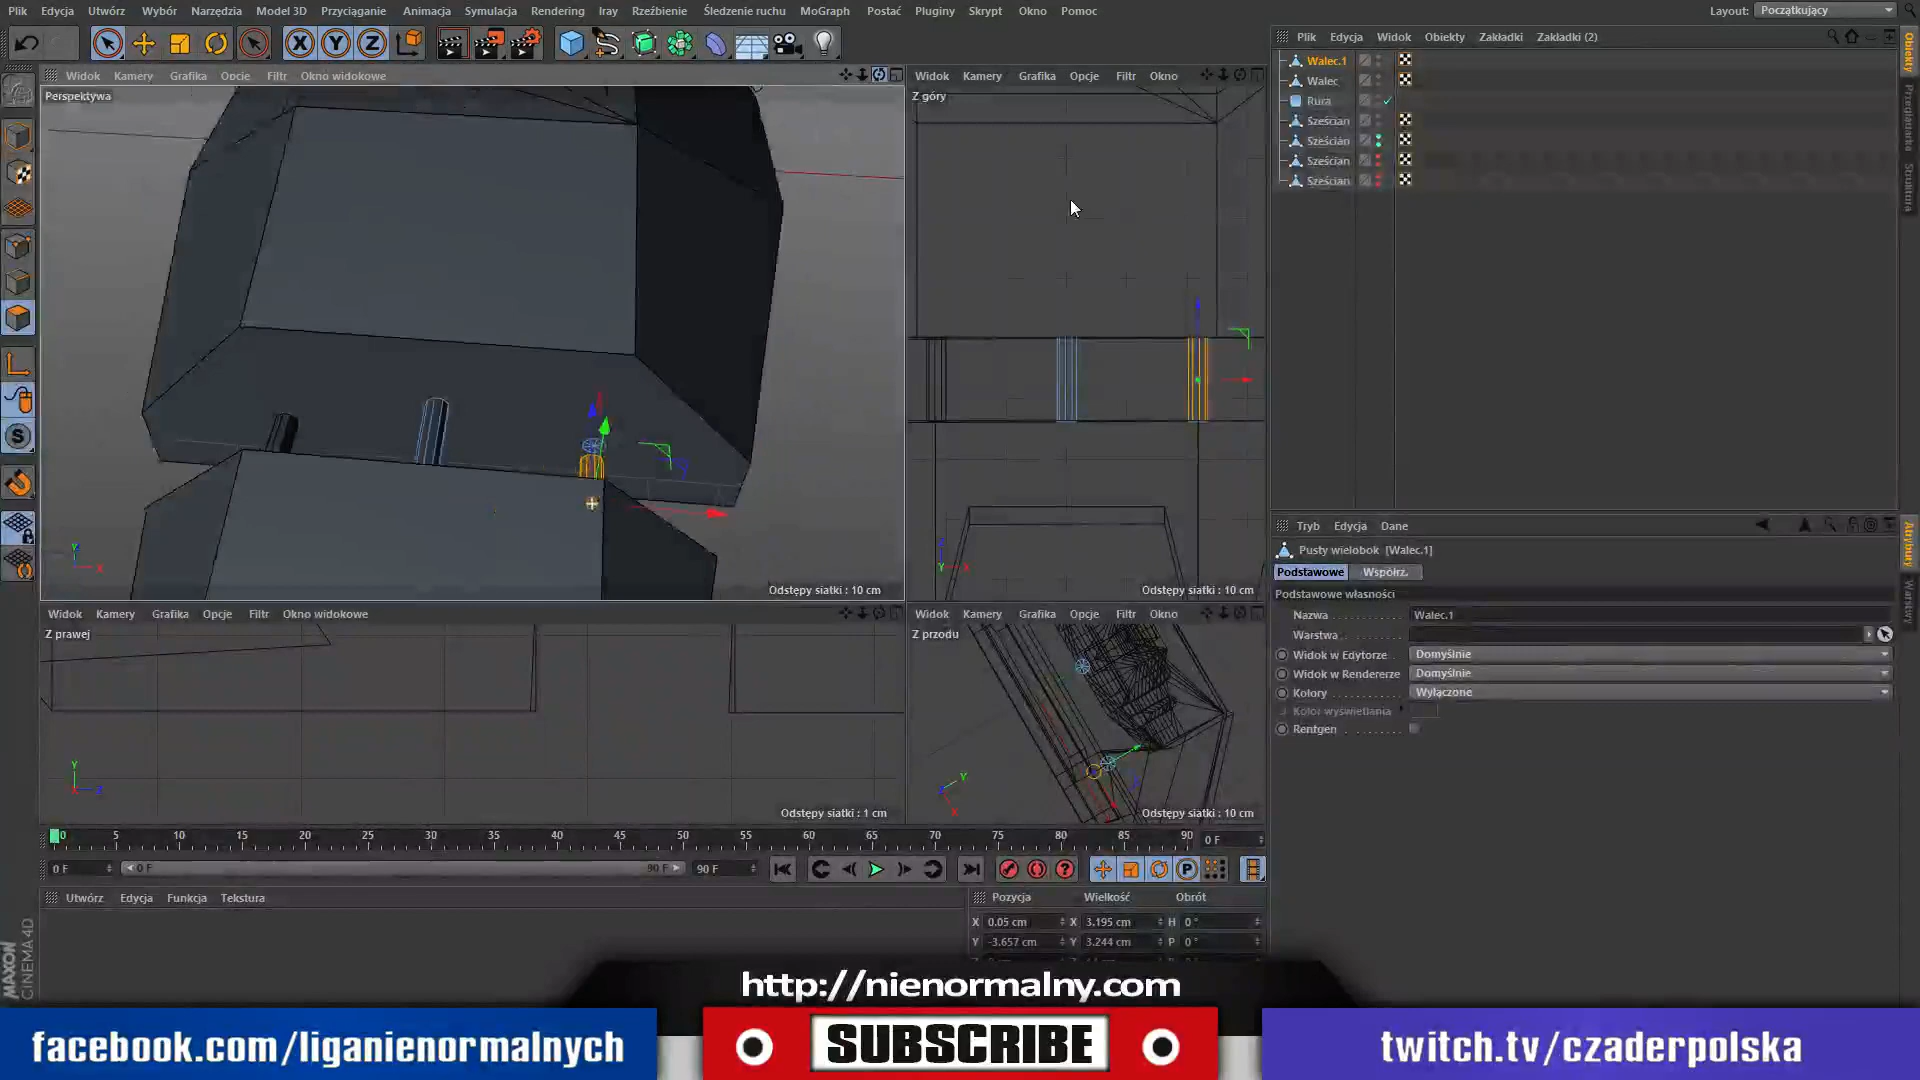 Plik Edycja Utwórz Wybór Narzędzia Model 3D Przyciąganie Animacja Symulacja Rendering Iray Rzeźbienie Śledzenie ruchu MoGraph Postać Pluginy Skrypt Okno Pomoc
Layout: Początkujący
Widok Kamery Grafika Opcje Filtr Okno widokowe
Perspektywa
Odstępy siatki : 10 cm
Widok Kamery Grafika Opcje Filtr Okno
Z góry
Odstępy siatki : 10 cm
Widok Kamery Grafika Opcje Filtr Okno widokowe
Z prawej
Odstępy siatki : 1 cm
Widok Kamery Grafika Opcje Filtr Okno
Z przodu
Odstępy siatki : 10 cm
Plik Edycja Widok Obiekty Zakładki Zakładki (2)
Walec.1
Walec
Rura
Sześcian
Sześcian
Sześcian
Sześcian
Obiekty
Przeglądarka
Struktura
Tryb Edycja Dane
Pusty wielobok [Walec.1]
Podstawowe Współrz.
Podstawowe własności
Nazwa Walec.1
Warstwa
Widok w Edytorze Domyślnie
Widok w Rendererze Domyślnie
Kolory Wyłączone
Kolor wyświetlania
Rentgen
Atrybuty
Warstwy
0 5 10 15 20 25 30 35 40 45 50 55 60 65 70 75 80 85 90 0 F
0 F 0 F 90 F 90 F
Utwórz Edycja Funkcja Tekstura
Pozycja Wielkość Obrót
X 0.05 cm X 3.195 cm H 0 °
Y -3.657 cm Y 3.244 cm P 0 °
MAXON
CINEMA 4D
http://nienormalny.com
facebook.com/liganienormalnych
SUBSCRIBE
twitch.tv/czaderpolska